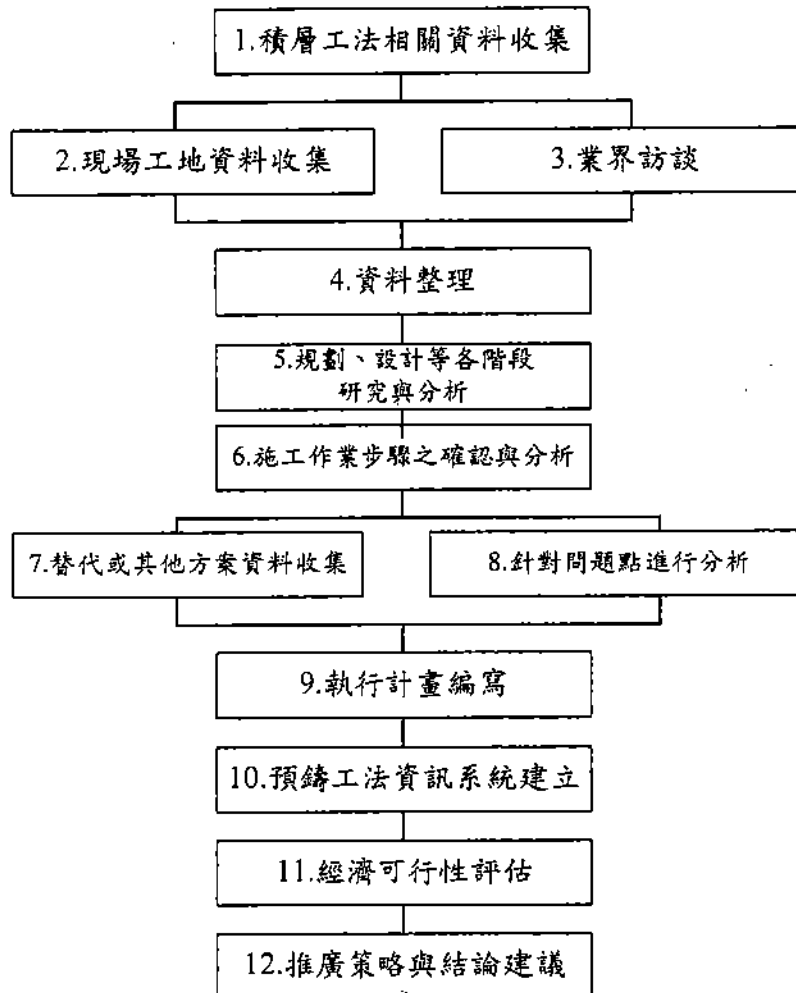 1.積層工法相關資料收集
2.現場工地資料收集
3.業界訪談
4.資料整理
5.規劃、設計等各階段
研究與分析
6.施工作業步驟之確認與分析
7.替代或其他方案資料收集
8.針對問題點進行分析
9.執行計畫編寫
10.預鑄工法資訊系統建立
11.經濟可行性評估
12.推廣策略與結論建議